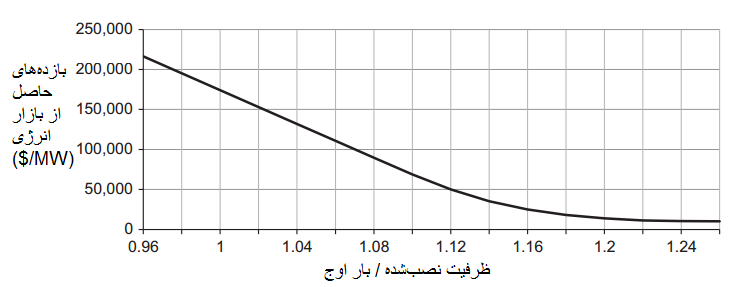 250,000
200,000
150,000
100,000
50,000
0
بازده‌های
حاصل
از بازار
انرژی
($/MW)
0.96
1
1.04
1.08
1.12
1.16
1.2
1.24
ظرفیت نصب‌شده / بار اوج